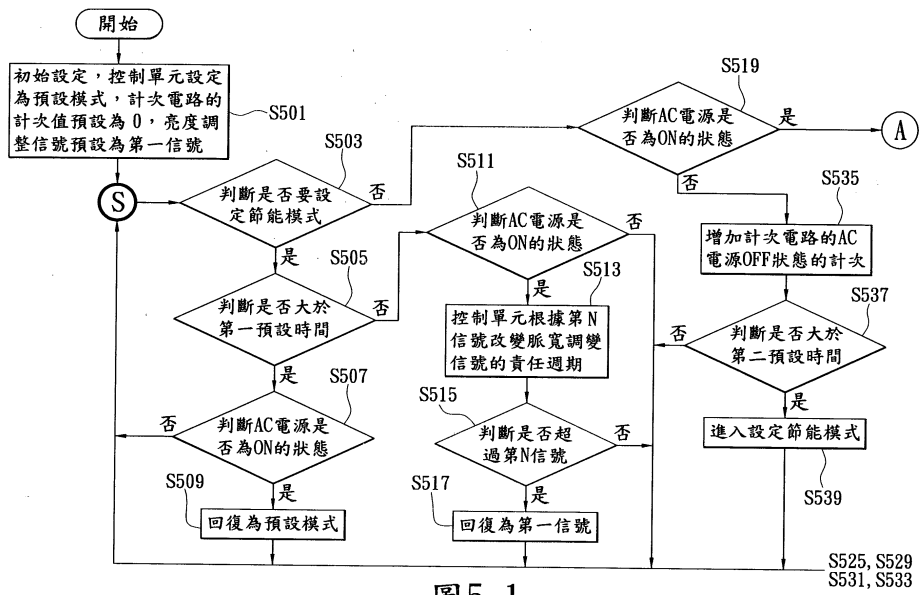 開始
初始設定,控制單元設定
為預設模式,計次電路的
計次值預設為0,亮度調
整信號預設為第一信號
S501
S
S503
判斷是否要設
定節能模式
否
是
S505
判斷是否大於
第一預設時間
否
是
S507
判斷AC電源是
否為ON的狀態
否
是
S509
回復為預設模式
S511
判斷AC電源是
否為ON的狀態
否
是
S513
控制單元根據第N
信號改變脈寬調變
信號的責任週期
S515
判斷是否超
過第N信號
否
是
S517
回復為第一信號
S519
判斷AC電源是
否為ON的狀態
是
A
否
S535
增加計次電路的AC
電源OFF狀態的計次
S537
判斷是否大於
第二預設時間
否
是
進入設定節能模式
S539
S525, S529
S531, S533
圖5-1